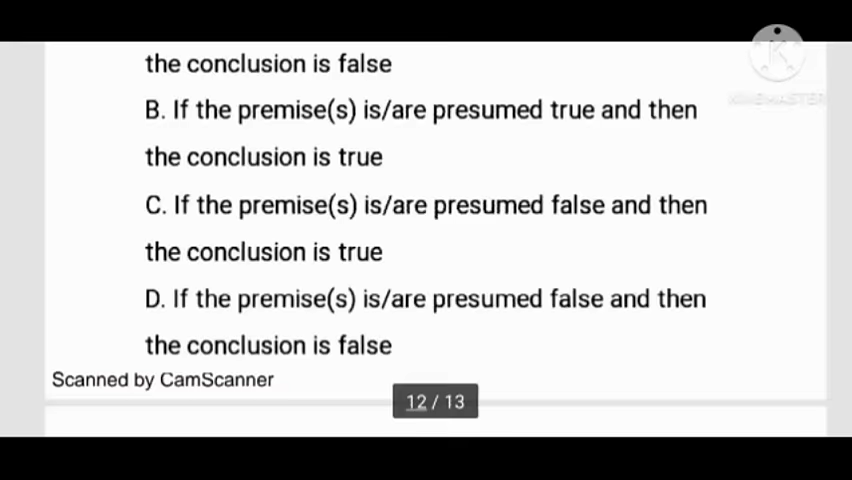 K
KINEMASTER
the conclusion is false
B. If the premise(s) is/are presumed true and then
the conclusion is true
C. If the premise(s) is/are presumed false and then
the conclusion is true
D. If the premise(s) is/are presumed false and then
the conclusion is false
Scanned by CamScanner
12 / 13